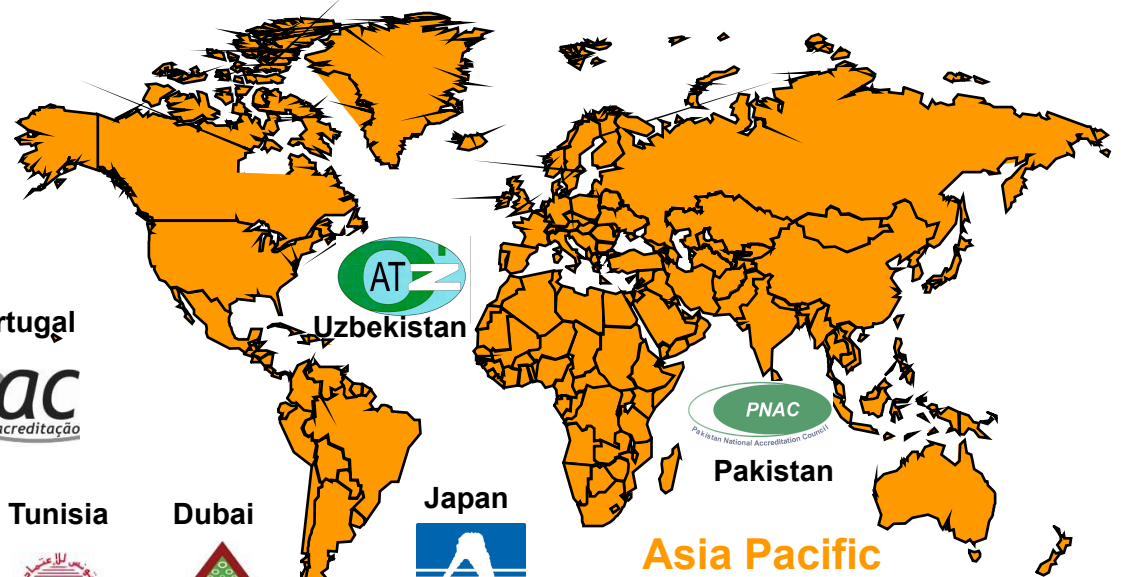 AT
Z
Uzbekistan
rtugal
ac
acreditação
PNAC
Pakistan National Accreditation Council
Pakistan
Tunisia
Dubai
Japan
Asia Pacific